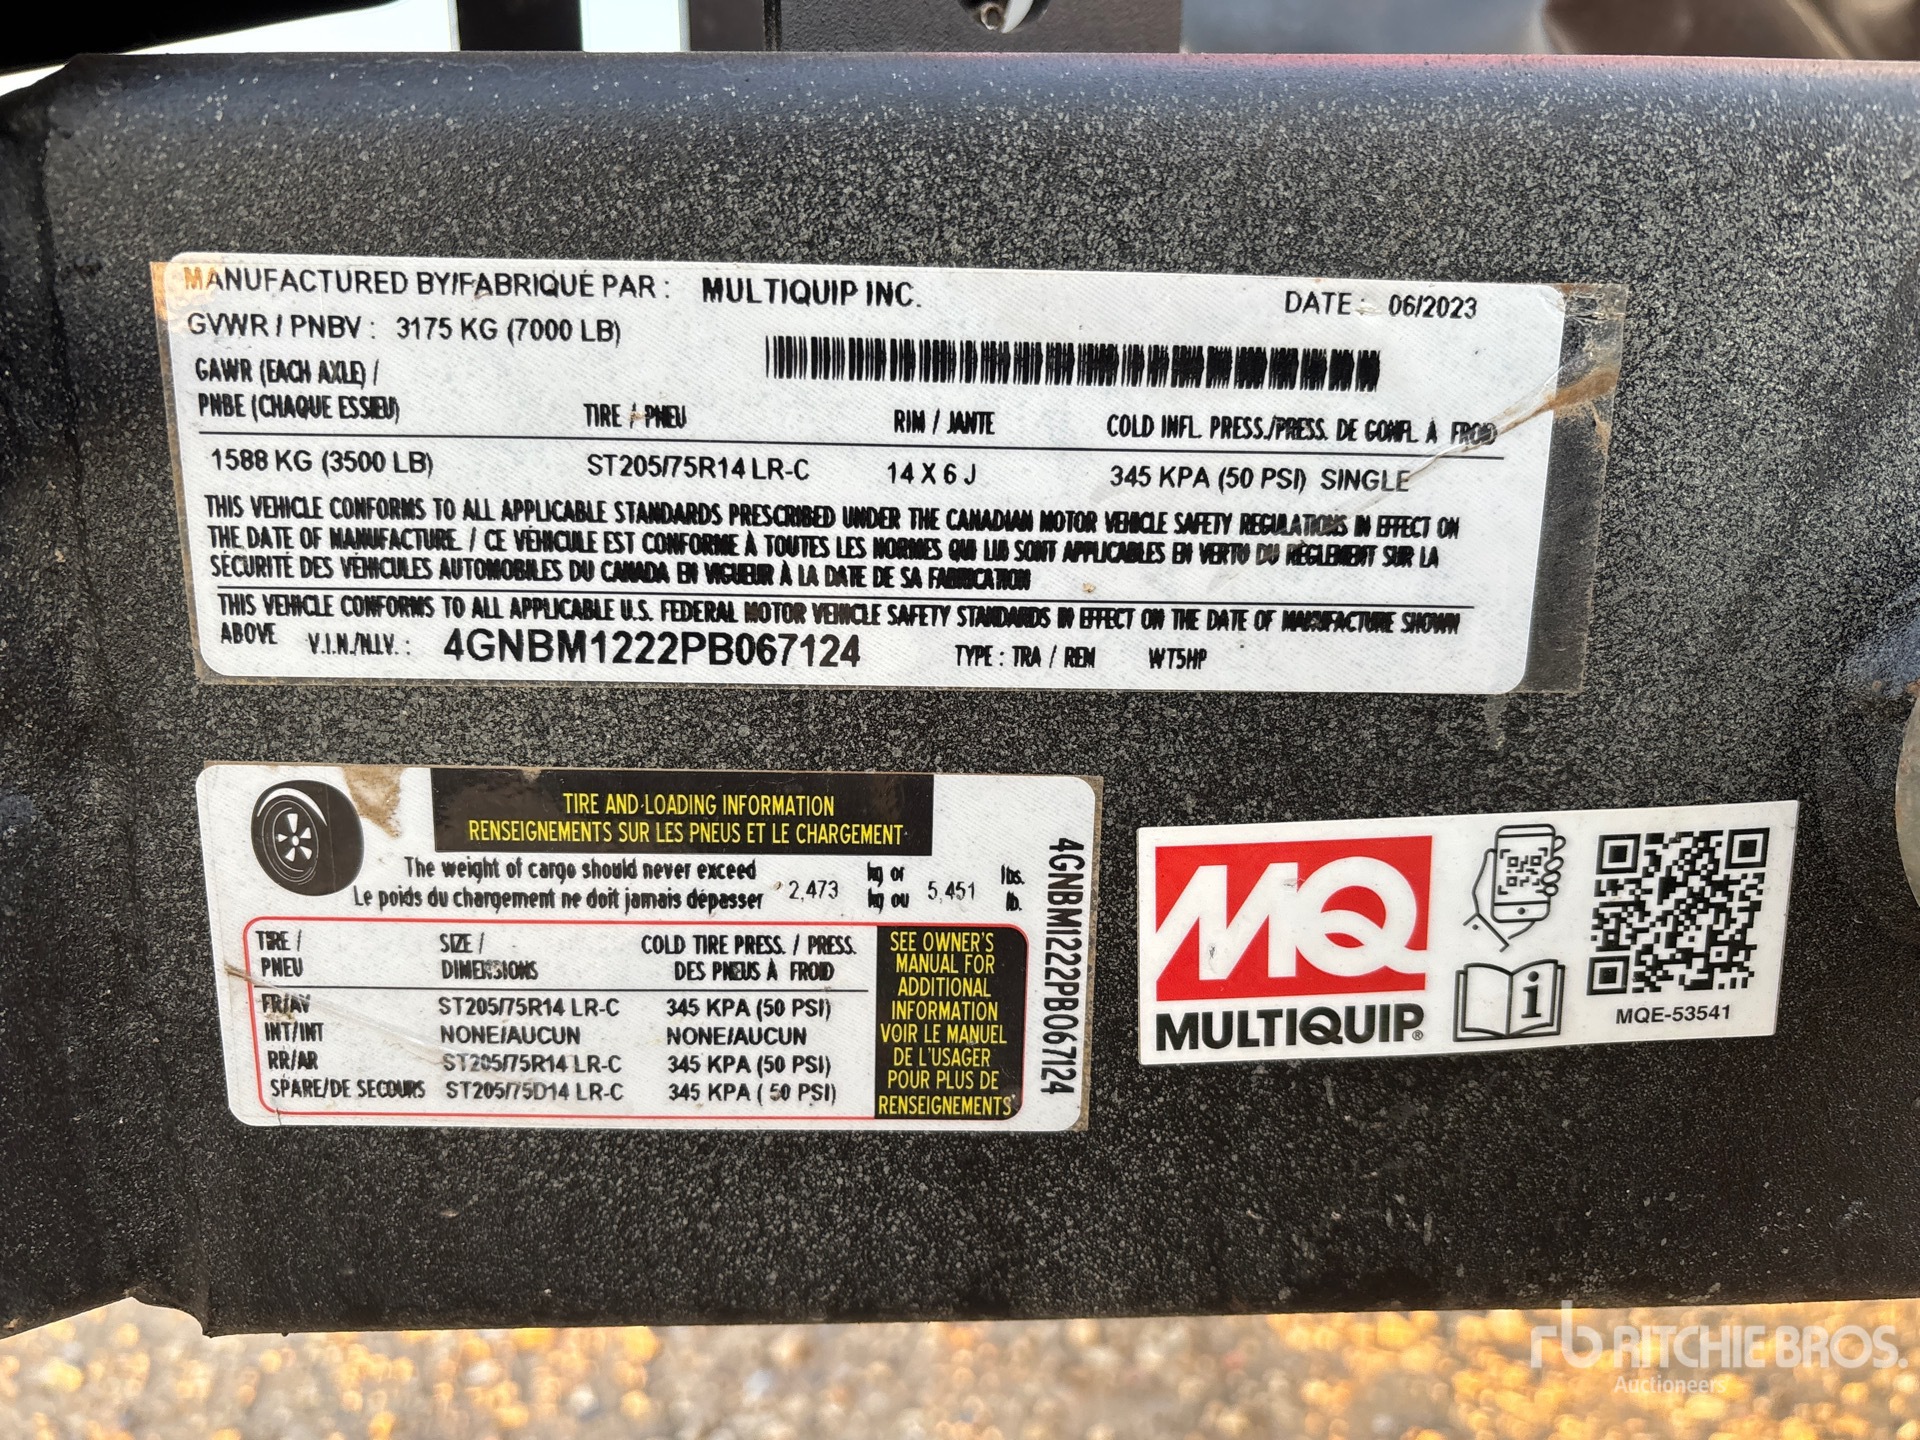 MANUFACTURED BY/FABRIQUÉ PAR : MULTIQUIP INC. DATE : 06/2023
GVWR / PNBV : 3175 KG (7000 LB)
GAWR (EACH AXLE) /
PNBE (CHAQUE ESSIEU) TIRE / PNEU RIM / JANTE COLD INFL. PRESS./PRESS. DE GONFL. À FROID
1588 KG (3500 LB) ST205/75R14 LR-C 14 X 6 J 345 KPA (50 PSI) SINGLE
THIS VEHICLE CONFORMS TO ALL APPLICABLE STANDARDS PRESCRIBED UNDER THE CANADIAN MOTOR VEHICLE SAFETY REGULATIONS IN EFFECT ON
THE DATE OF MANUFACTURE. / CE VÉHICULE EST CONFORME À TOUTES LES NORMES QUI LUI SONT APPLICABLES EN VERTU DU RÈGLEMENT SUR LA
SÉCURITÉ DES VÉHICULES AUTOMOBILES DU CANADA EN VIGUEUR À LA DATE DE SA FABRICATION
THIS VEHICLE CONFORMS TO ALL APPLICABLE U.S. FEDERAL MOTOR VEHICLE SAFETY STANDARDS IN EFFECT ON THE DATE OF MANUFACTURE SHOWN
ABOVE V.I.N./N.I.V. : 4GNBM1222PB067124 TYPE : TRA / REM WT5HP
TIRE AND LOADING INFORMATION
RENSEIGNEMENTS SUR LES PNEUS ET LE CHARGEMENT
The weight of cargo should never exceed kg or lbs.
Le poids du chargement ne doit jamais dépasser 2,473 kg ou 5,451 lb.
TIRE / SIZE / COLD TIRE PRESS. / PRESS.
PNEU DIMENSIONS DES PNEUS À FROID
FR/AV ST205/75R14 LR-C 345 KPA (50 PSI)
INT/INT NONE/AUCUN NONE/AUCUN
RR/AR ST205/75R14 LR-C 345 KPA (50 PSI)
SPARE/DE SECOURS ST205/75D14 LR-C 345 KPA ( 50 PSI)
SEE OWNER'S
MANUAL FOR
ADDITIONAL
INFORMATION
VOIR LE MANUEL
DE L'USAGER
POUR PLUS DE
RENSEIGNEMENTS
4GNBM1222PB067124
MQ
MULTIQUIP®
i
MQE-53541
rb RITCHIE BROS.
Auctioneers